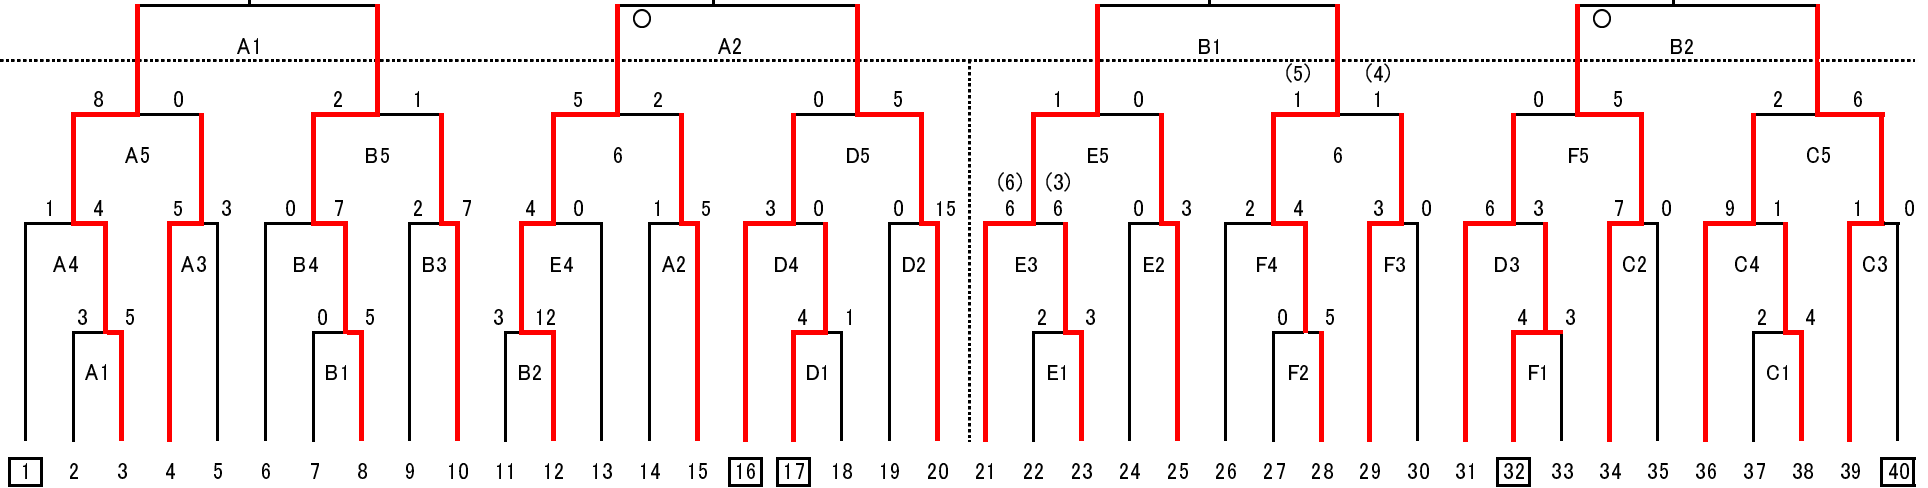 A1 A2 B1 B2
(5) (4)
8 0 2 1 5 2 0 5 1 0 1 1 0 5 2 6
A5 B5 6 D5 E5 6 F5 C5
(6) (3)
1 4 5 3 0 7 2 7 4 0 1 5 3 0 0 15 6 6 0 3 2 4 3 0 6 3 7 0 9 1 1 0
A4 A3 B4 B3 E4 A2 D4 D2 E3 E2 F4 F3 D3 C2 C4 C3
3 5 0 5 3 12 4 1 2 3 0 5 4 3 2 4
A1 B1 B2 D1 E1 F2 F1 C1
1 2 3 4 5 6 7 8 9 10 11 12 13 14 15 16 17 18 19 20 21 22 23 24 25 26 27 28 29 30 31 32 33 34 35 36 37 38 39 40